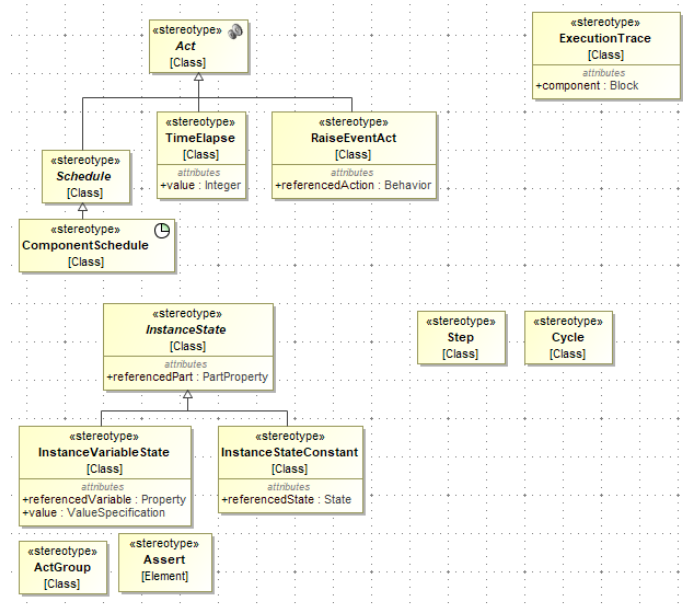 «stereotype»
Act
[Class]
«stereotype»
ExecutionTrace
[Class]
attributes
+component : Block
«stereotype»
TimeElapse
[Class]
attributes
+value : Integer
«stereotype»
RaiseEventAct
[Class]
attributes
+referencedAction : Behavior
«stereotype»
Schedule
[Class]
«stereotype»
ComponentSchedule
[Class]
«stereotype»
InstanceState
[Class]
attributes
+referencedPart : PartProperty
«stereotype»
Step
[Class]
«stereotype»
Cycle
[Class]
«stereotype»
InstanceVariableState
[Class]
attributes
+referencedVariable : Property
+value : ValueSpecification
«stereotype»
InstanceStateConstant
[Class]
attributes
+referencedState : State
«stereotype»
ActGroup
[Class]
«stereotype»
Assert
[Element]